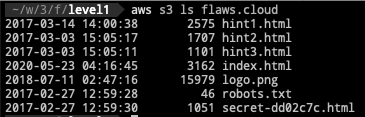 ~/w/3/f/level1 aws s3 ls flaws.cloud
2017-03-14 14:00:38 2575 hint1.html
2017-03-03 15:05:17 1707 hint2.html
2017-03-03 15:05:11 1101 hint3.html
2020-05-23 04:16:45 3162 index.html
2018-07-11 02:47:16 15979 logo.png
2017-02-27 12:59:28 46 robots.txt
2017-02-27 12:59:30 1051 secret-dd02c7c.html